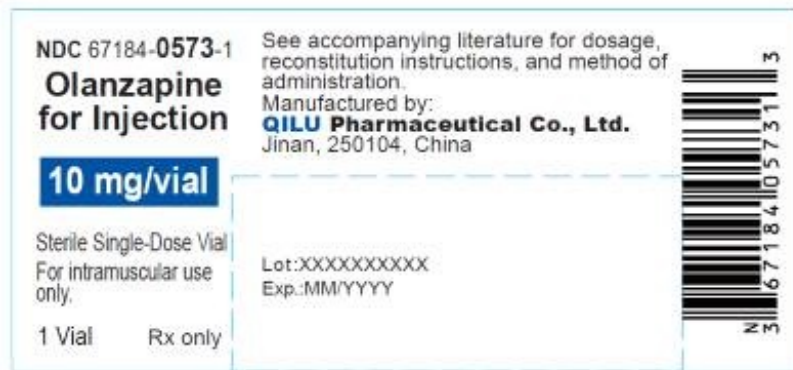 NDC 67184-0573-1
Olanzapine
for Injection
10 mg/vial
Sterile Single-Dose Vial
For intramuscular use
only.
1 Vial Rx only
See accompanying literature for dosage,
reconstitution instructions, and method of
administration.
Manufactured by:
QILU Pharmaceutical Co., Ltd.
Jinan, 250104, China
Lot:XXXXXXXXXX
Exp.:MM/YYYY
N
3 67184 05731 3